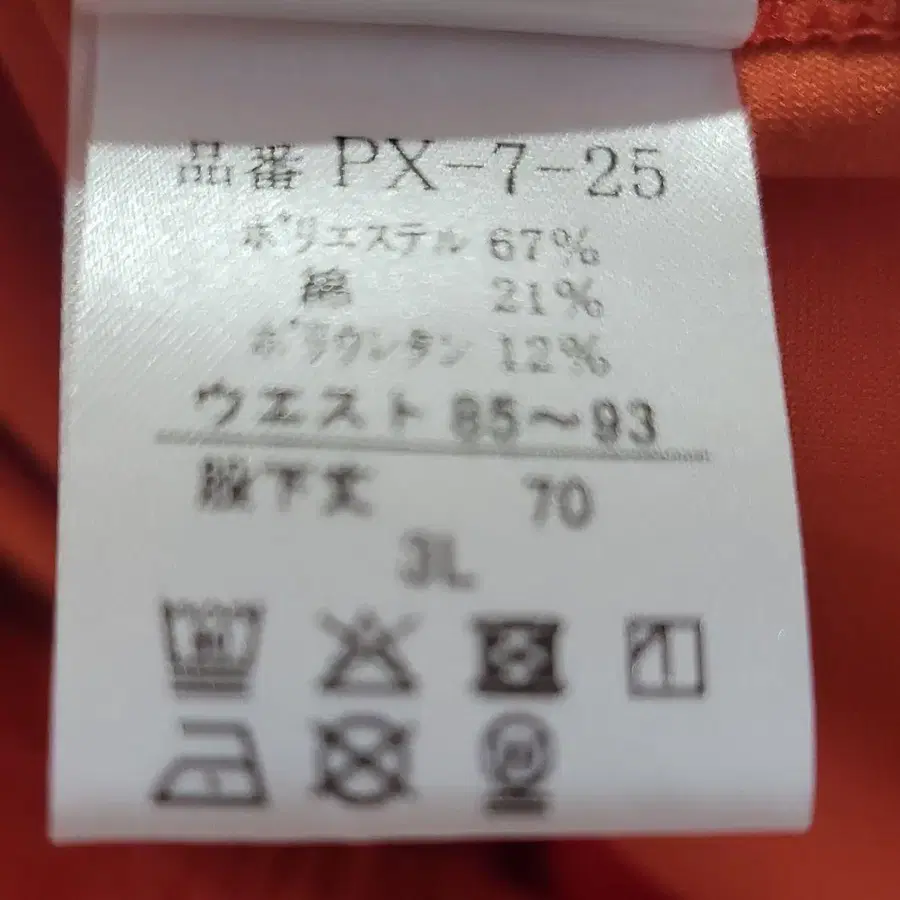 品番 PX-7-25
ポリエステル 67%
綿 21%
ポリウレタン 12%
ウエスト 85～93
股下丈 70
3L